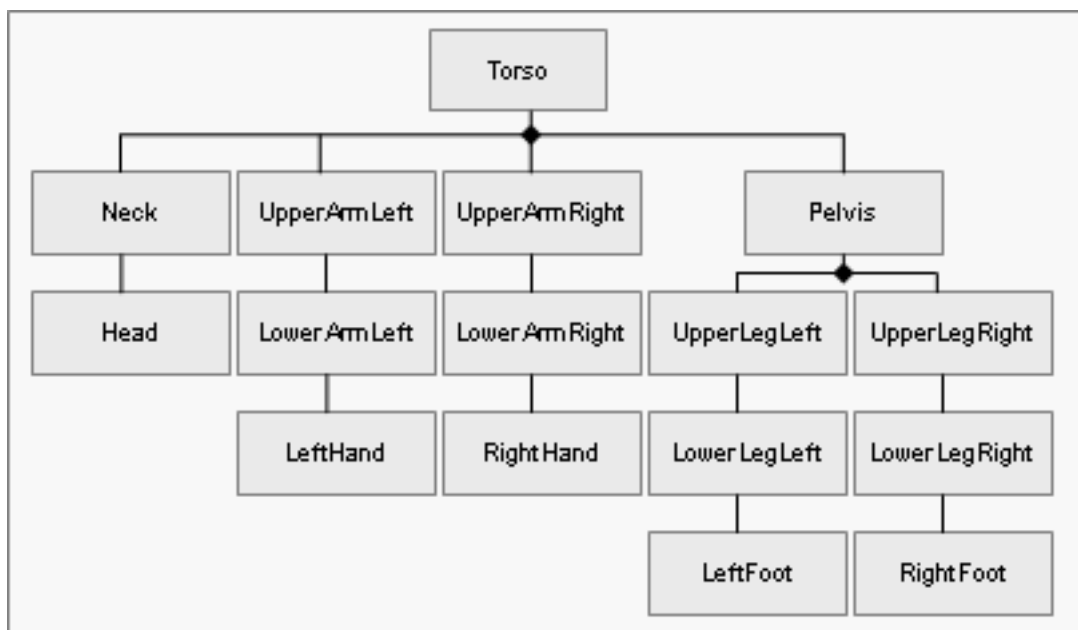 Torso
Neck
UpperArmLeft
UpperArmRight
Pelvis
Head
LowerArmLeft
LowerArmRight
UpperLegLeft
UpperLegRight
LeftHand
RightHand
LowerLegLeft
LowerLegRight
LeftFoot
RightFoot